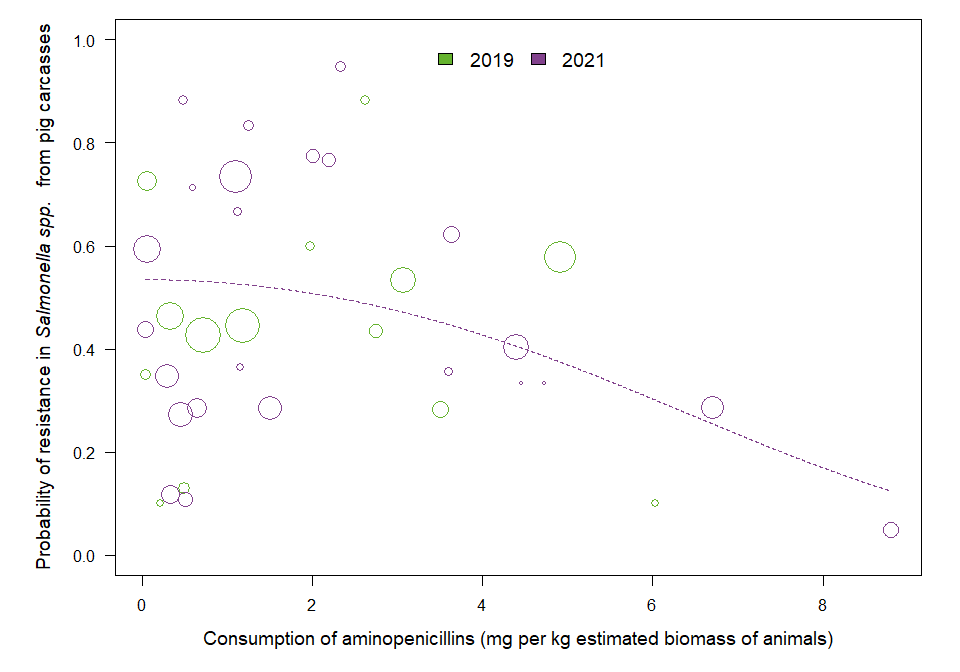 2019 2021
Probability of resistance in Salmonella spp. from pig carcasses
1.0
0.8
0.6
0.4
0.2
0.0
0 2 4 6 8
Consumption of aminopenicillins (mg per kg estimated biomass of animals)